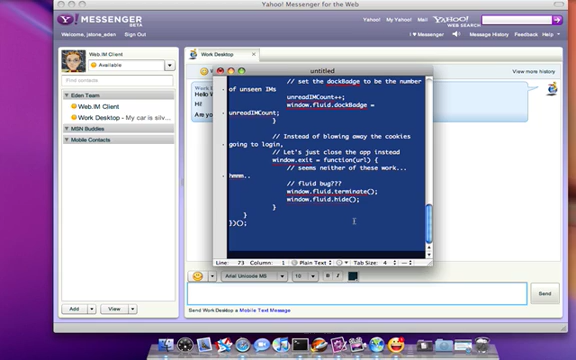 Yahoo! Messenger for the Web
Y! MESSENGER
BETA
Yahoo! My Yahoo! Mail
YAHOO!
WEB SEARCH
Welcome, jstone_eden Sign Out
I ♥ Messenger
Message History Feedback Help
Web.IM Client
Available
Find contacts
Eden Team
Web.IM Client
Work Desktop - My car is silve
MSN Buddies
Mobile Contacts
Add
View
Work Desktop
View more history
Work
Hello W
Hi!
Are yo
untitled
// set the dockBadge to be the number
of unseen IMs
unreadIMCount++;
window.fluid.dockBadge =
unreadIMCount;
}
// Instead of blowing away the cookies
going to login,
// Let's just close the app instead
window.exit = function(url) {
// seems neither of these work...
hmmm..
// fluid bug???
window.fluid.terminate();
window.fluid.hide();
}
}
})();
Line: 73 Column: 1 Plain Text Tab Size: 4
Arial Unicode MS
10
B I
Send
Send Work Desktop a Mobile Text Message